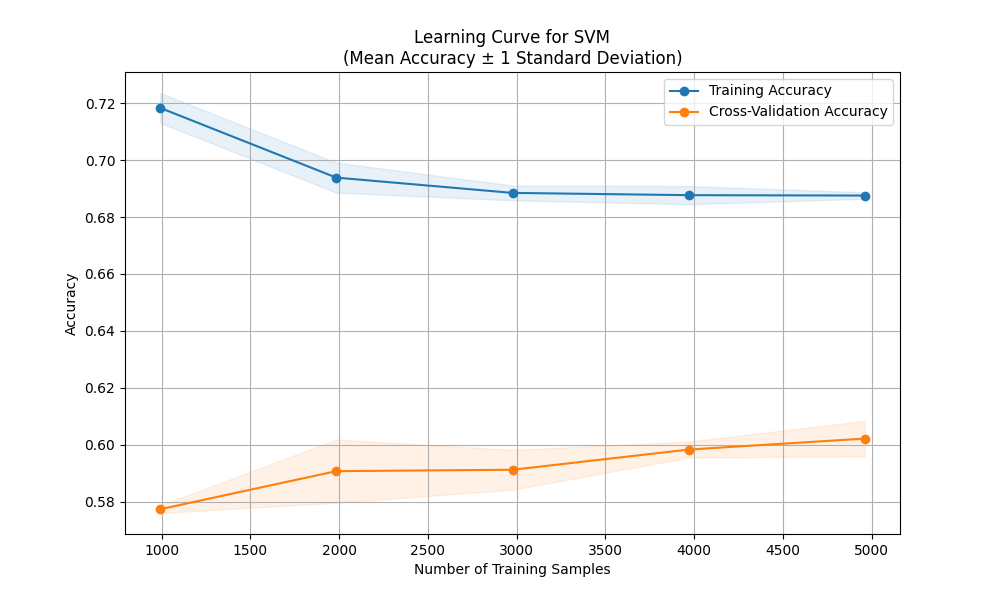 Learning Curve for SVM
(Mean Accuracy ± 1 Standard Deviation)
Training Accuracy
Cross-Validation Accuracy
0.72
0.70
0.68
0.66
0.64
0.62
0.60
0.58
Accuracy
1000 1500 2000 2500 3000 3500 4000 4500 5000
Number of Training Samples